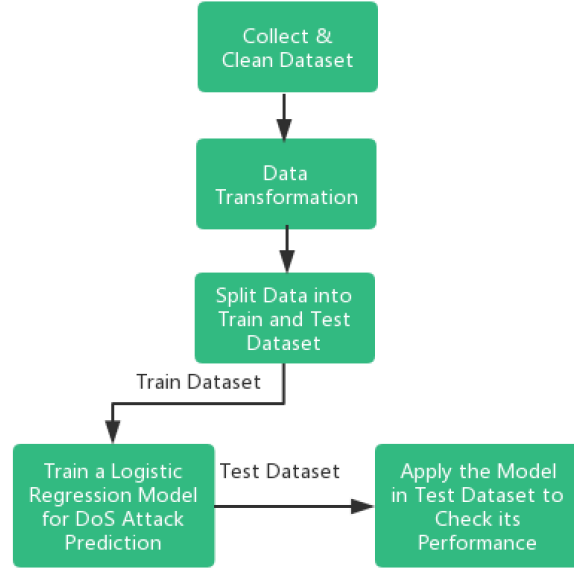 Collect &
Clean Dataset
Data
Transformation
Split Data into
Train and Test
Dataset
Train Dataset
Train a Logistic
Regression Model
for DoS Attack
Prediction
Test Dataset
Apply the Model
in Test Dataset to
Check its
Performance